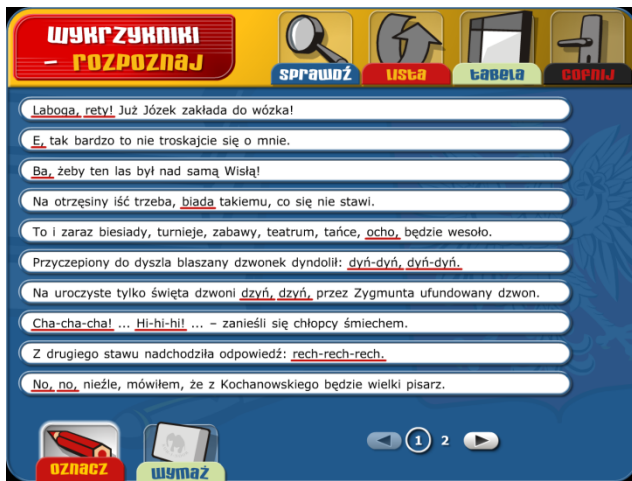 WYKRZYKNIKI
– ROZPOZNAJ
SPRAWDŹ
LISTA
TABELA
COFNIJ
Laboga, rety! Już Józek zakłada do wózka!
E, tak bardzo to nie troskajcie się o mnie.
Ba, żeby ten las był nad samą Wisłą!
Na otrzęsiny iść trzeba, biada takiemu, co się nie stawi.
To i zaraz biesiady, turnieje, zabawy, teatrum, tańce, ocho, będzie wesoło.
Przyczepiony do dyszla blaszany dzwonek dyndolił: dyń-dyń, dyń-dyń.
Na uroczyste tylko święta dzwoni dzyń, dzyń, przez Zygmunta ufundowany dzwon.
Cha-cha-cha! ... Hi-hi-hi! ... – zanieśli się chłopcy śmiechem.
Z drugiego stawu nadchodziła odpowiedź: rech-rech-rech.
No, no, nieźle, mówiłem, że z Kochanowskiego będzie wielki pisarz.
OZNACZ
WYMAŻ
1 2